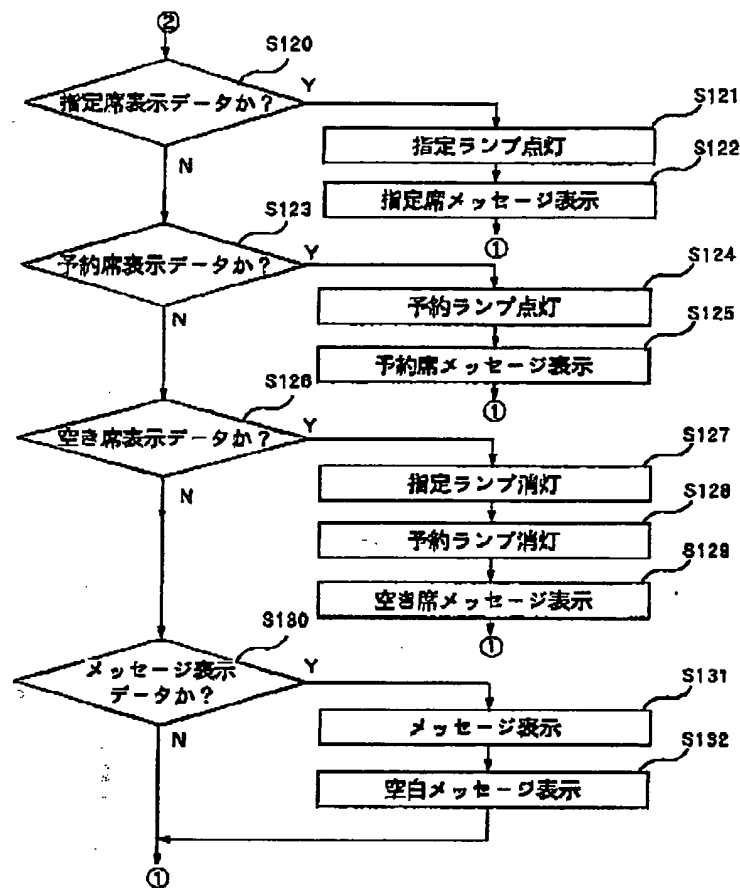 ②
S120
指定席表示データか?
Y
S121
指定ランプ点灯
S122
指定席メッセージ表示
①
N
S123
予約席表示データか?
Y
S124
予約ランプ点灯
S125
予約席メッセージ表示
①
N
S126
空き席表示データか?
Y
S127
指定ランプ消灯
S128
予約ランプ消灯
S129
空き席メッセージ表示
①
N
S130
メッセージ表示
データか?
Y
S131
メッセージ表示
S132
空白メッセージ表示
N
①